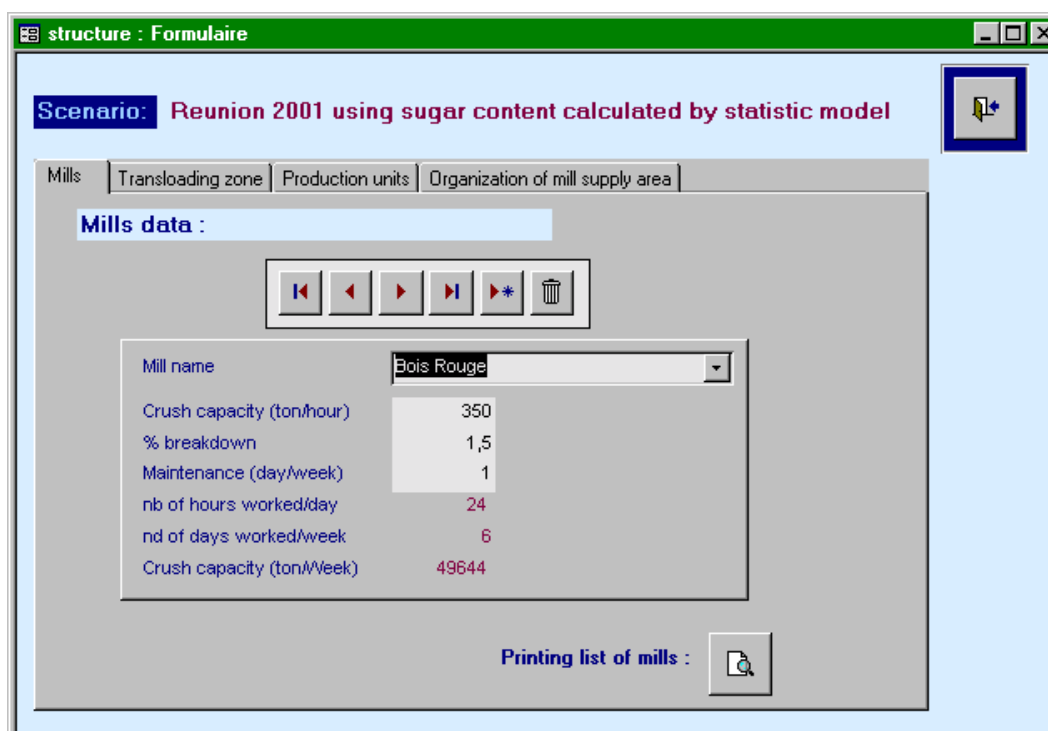 structure : Formulaire
Scenario: Reunion 2001 using sugar content calculated by statistic model
Mills Transloading zone Production units Organization of mill supply area
Mills data :
Mill name Bois Rouge
Crush capacity (ton/hour) 350
% breakdown 1,5
Maintenance (day/week) 1
nb of hours worked/day 24
nd of days worked/week 6
Crush capacity (ton/Week) 49644
Printing list of mills :